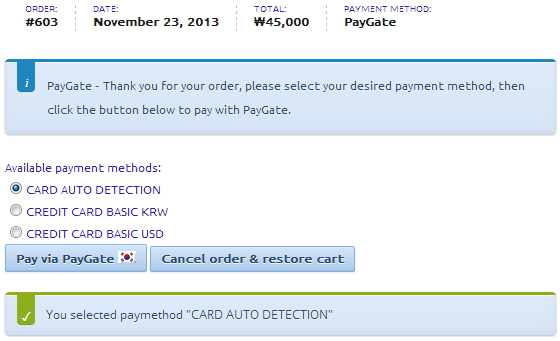 ORDER: DATE: TOTAL: PAYMENT METHOD:
#603 November 23, 2013 ₩45,000 PayGate
i PayGate - Thank you for your order, please select your desired payment method, then
click the button below to pay with PayGate.
Available payment methods:
CARD AUTO DETECTION
CREDIT CARD BASIC KRW
CREDIT CARD BASIC USD
Pay via PayGate Cancel order & restore cart
You selected paymethod "CARD AUTO DETECTION"